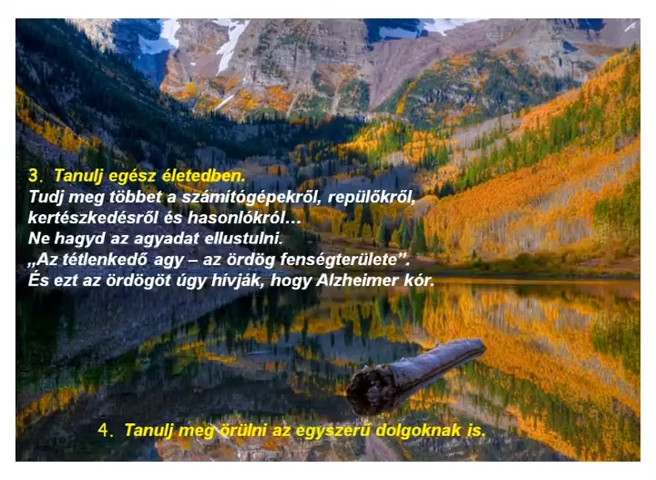 3. Tanulj egész életedben.
Tudj meg többet a számítógépekről, repülőkről,
kertészkedésről és hasonlókról…
Ne hagyd az agyadat ellustulni.
„Az tétlenkedő agy – az ördög fenségterülete”.
És ezt az ördögöt úgy hívják, hogy Alzheimer kór.
4. Tanulj meg örülni az egyszerű dolgoknak is.